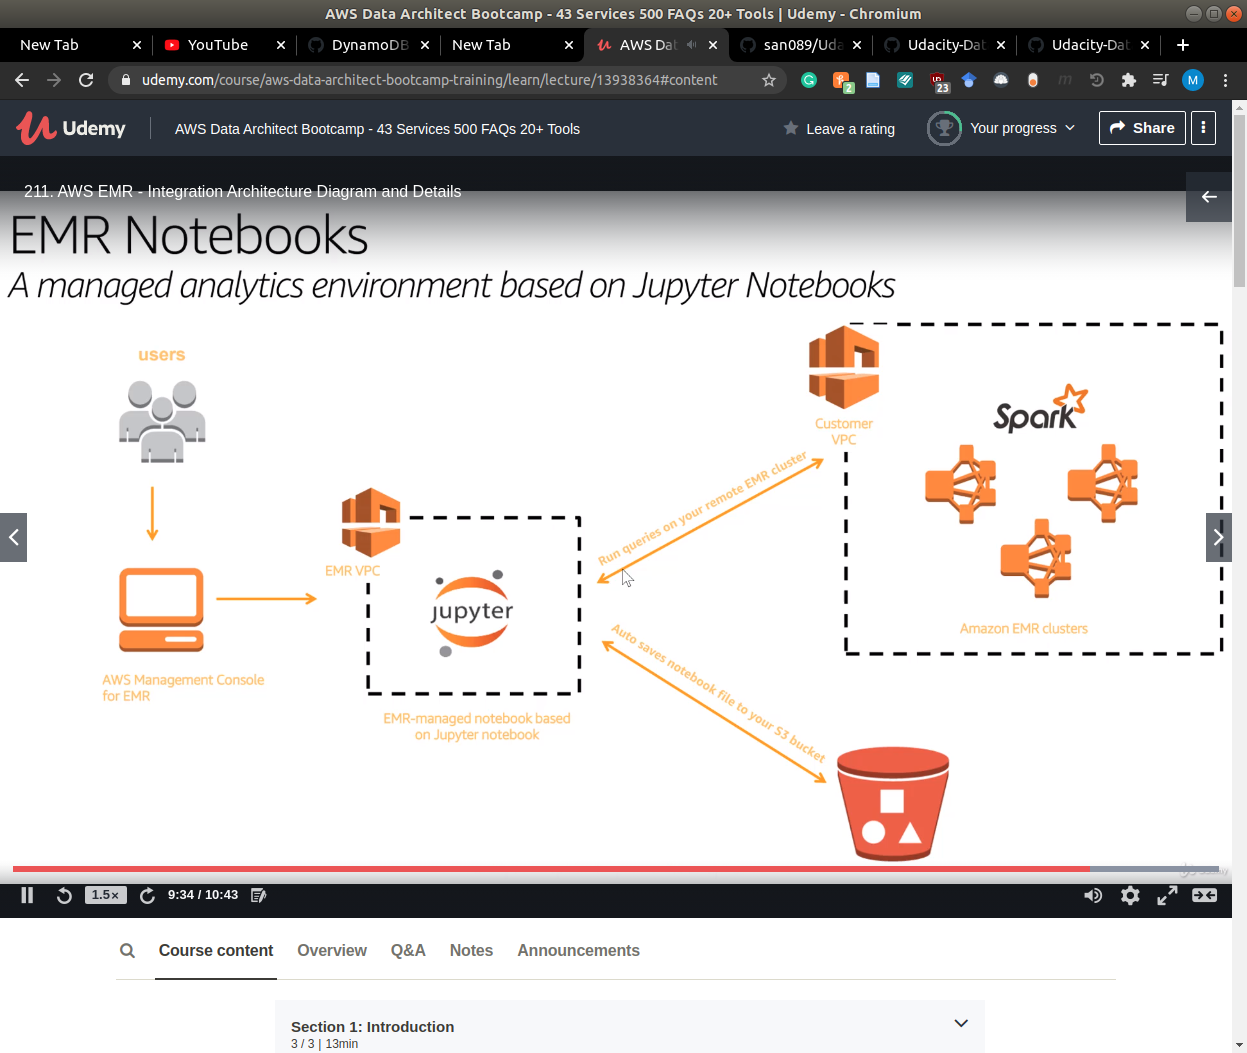 AWS Data Architect Bootcamp - 43 Services 500 FAQs 20+ Tools | Udemy - Chromium
New Tab
YouTube
DynamoDB
New Tab
AWS Dat
san089/Uda
Udacity-Dat
Udacity-Dat
udemy.com/course/aws-data-architect-bootcamp-training/learn/lecture/13938364#content
2
23
M
Udemy
AWS Data Architect Bootcamp - 43 Services 500 FAQs 20+ Tools
Leave a rating
Your progress
Share
211. AWS EMR - Integration Architecture Diagram and Details
EMR Notebooks
A managed analytics environment based on Jupyter Notebooks
users
Customer
VPC
Spark
Run queries on your remote EMR cluster
EMR VPC
jupyter
Amazon EMR clusters
AWS Management Console
for EMR
Auto saves notebook file to your S3 bucket
EMR-managed notebook based
on Jupyter notebook
1.5×
9:34 / 10:43
Course content
Overview
Q&A
Notes
Announcements
Section 1: Introduction
3 / 3 | 13min